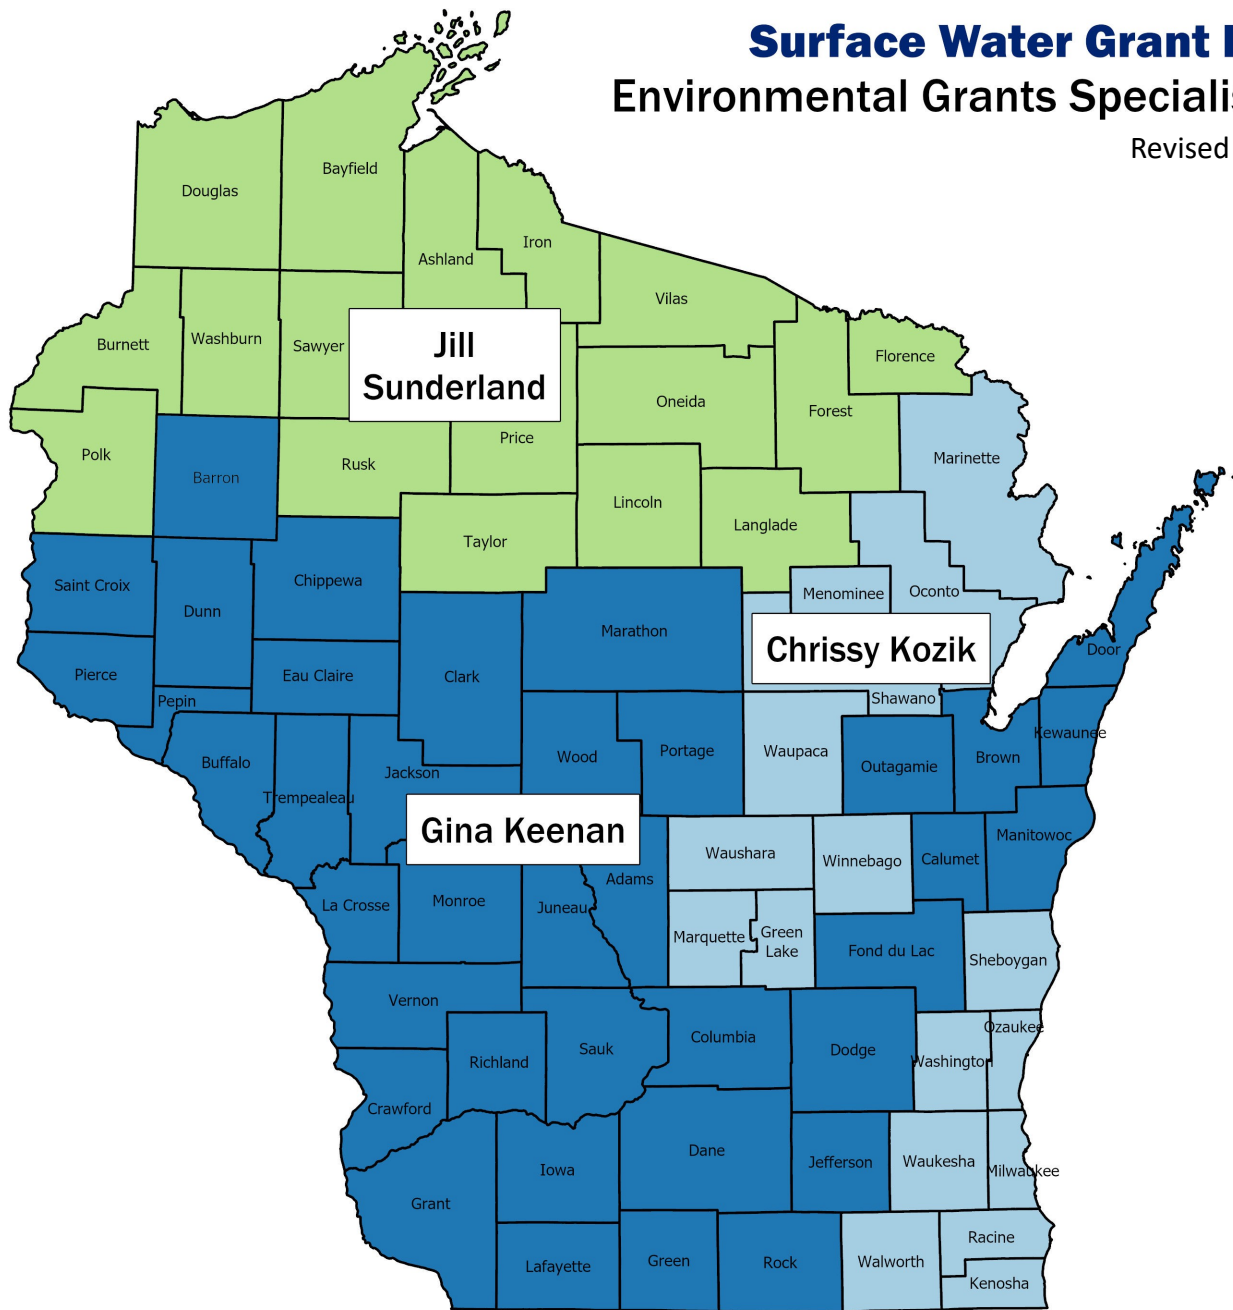 Surface Water Grant
Environmental Grants
Revised
Bayfield
Douglas
Iron
Ashland
Vilas
Burnett
Washburn
Sawyer
Jill
Sunderland
Florence
Oneida
Forest
Polk
Price
Marinette
Barron
Rusk
Lincoln
Langlade
Taylor
Saint Croix
Chippewa
Menominee
Oconto
Dunn
Marathon
Chrissy Kozik
Door
Pierce
Eau Claire
Clark
Pepin
Shawano
Kewaunee
Buffalo
Wood
Portage
Waupaca
Brown
Outagamie
Jackson
Trempealeau
Gina Keenan
Manitowoc
Waushara
Winnebago
Calumet
Adams
La Crosse
Monroe
Juneau
Marquette
Green
Lake
Fond du Lac
Sheboygan
Vernon
Ozaukee
Columbia
Dodge
Sauk
Richland
Washington
Crawford
Dane
Jefferson
Waukesha
Milwaukee
Iowa
Grant
Racine
Lafayette
Green
Rock
Walworth
Kenosha